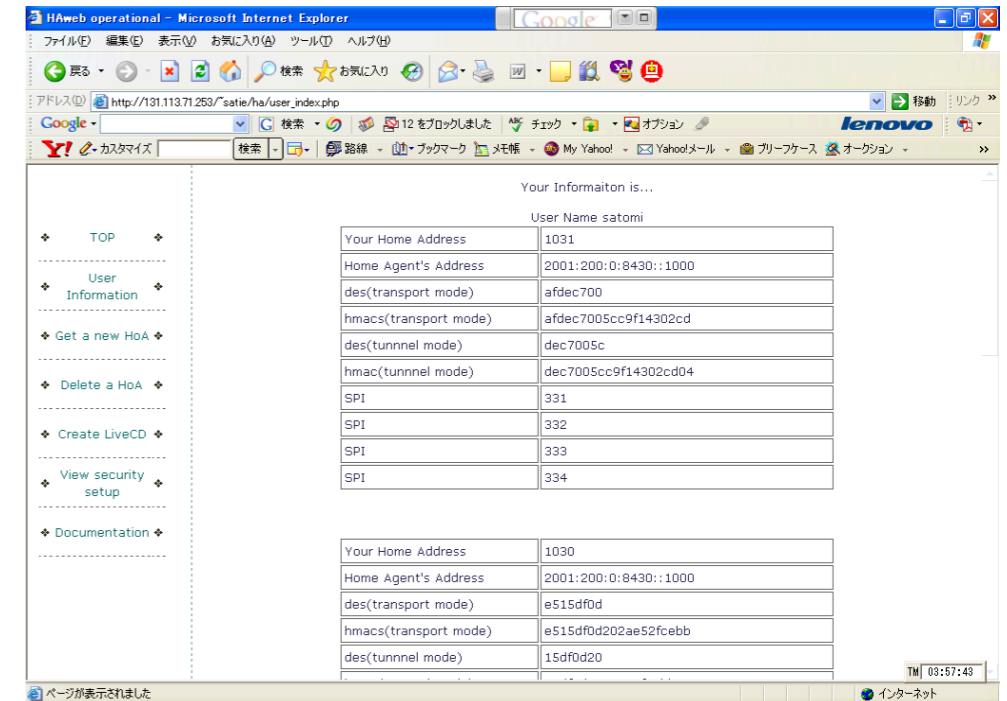 HAweb operational - Microsoft Internet Explorer
Google
ファイル(F) 編集(E) 表示(V) お気に入り(A) ツール(T) ヘルプ(H)
戻る 検索 お気に入り
アドレス(D) http://131.113.71.253/~satie/ha/user_index.php 移動 リンク »
Google 検索 12 をブロックしました ABC チェック オプション lenovo
Y! カスタマイズ 検索 路線 ブックマーク メモ帳 My Yahoo! Yahoo!メール ブリーフケース オークション »
Your Informaiton is...
User Name satomi
TOP
User
Information
Get a new HoA
Delete a HoA
Create LiveCD
View security
setup
Documentation
Your Home Address 1031
Home Agent's Address 2001:200:0:8430::1000
des(transport mode) afdec700
hmacs(transport mode) afdec7005cc9f14302cd
des(tunnnel mode) dec7005c
hmac(tunnnel mode) dec7005cc9f14302cd04
SPI 331
SPI 332
SPI 333
SPI 334
Your Home Address 1030
Home Agent's Address 2001:200:0:8430::1000
des(transport mode) e515df0d
hmacs(transport mode) e515df0d202ae52fcebb
des(tunnnel mode) 15df0d20
TM 03:57:43
ページが表示されました インターネット